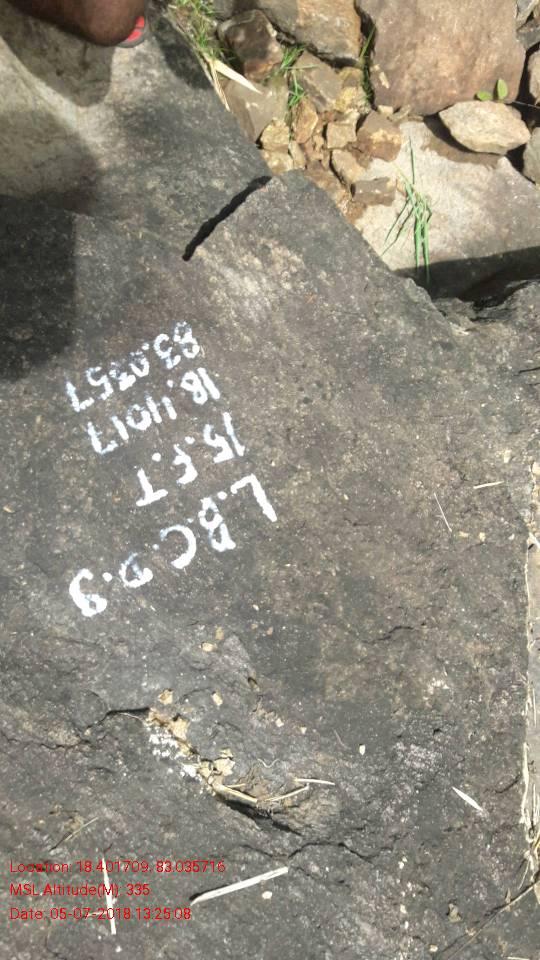 L.B.C.D.9
15.F.T
18.4017
83.0357
Location: 18.401709, 83.035716
MSL Altitude(M): 335
Date: 05-07-2018 13:25:08